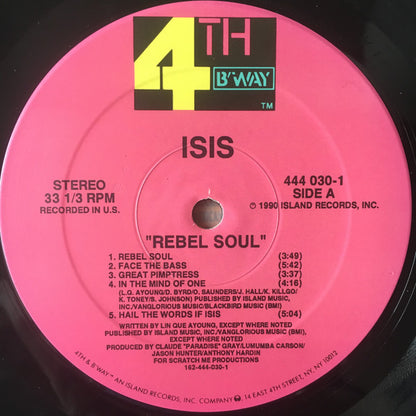 4TH
B'WAY
TM
ISIS
STEREO
33 1/3 RPM
RECORDED IN U.S.
444 030-1
SIDE A
℗ © 1990 ISLAND RECORDS, INC.
"REBEL SOUL"
1. REBEL SOUL (3:49)
2. FACE THE BASS (5:42)
3. GREAT PIMPTRESS (3:37)
4. IN THE MIND OF ONE (4:16)
(L.Q. AYOUNG/D. BYRD/O. SAUNDERS/J. HALL/K. KILLGO/
K. TONEY/S. JOHNSON) PUBLISHED BY ISLAND MUSIC,
INC./VANGLORIOUS MUSIC/BLACKBIRD MUSIC (BMI)
5. HAIL THE WORDS IF ISIS (5:04)
WRITTEN BY LIN QUE AYOUNG, EXCEPT WHERE NOTED
PUBLISHED BY ISLAND MUSIC, INC./VANGLORIOUS MUSIC (BMI),
EXCEPT WHERE NOTED
PRODUCED BY CLAUDE "PARADISE" GRAY/LUMUMBA CARSON/
JASON HUNTER/ANTHONY HARDIN
FOR SCRATCH ME PRODUCTIONS
162-444-030-1
4TH & B'WAY ™ AN ISLAND RECORDS, INC. COMPANY 14 EAST 4TH STREET, NY, NY 10012